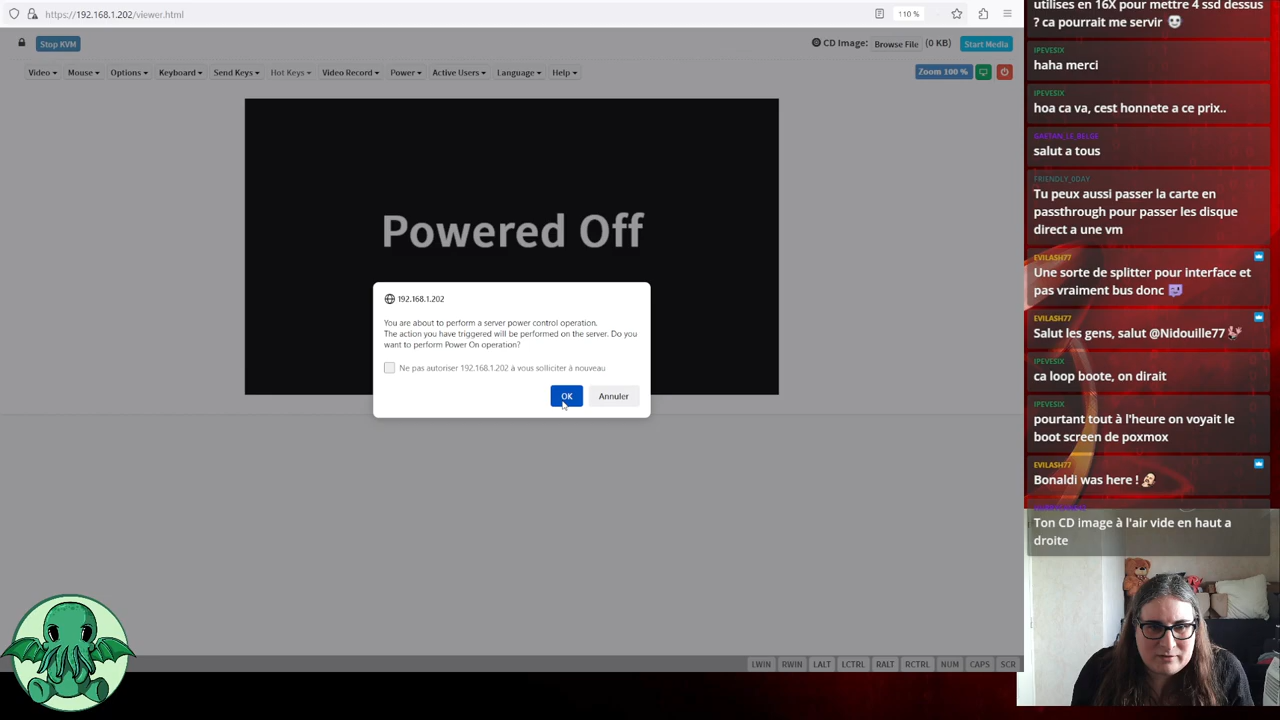 https://192.168.1.202/viewer.html
110 %
Stop KVM
CD Image:
Browse File
(0 KB)
Start Media
Video
Mouse
Options
Keyboard
Send Keys
Hot Keys
Video Record
Power
Active Users
Language
Help
Zoom 100 %
Powered Off
192.168.1.202
You are about to perform a server power control operation.
The action you have triggered will be performed on the server. Do you
want to perform Power On operation?
Ne pas autoriser 192.168.1.202 à vous solliciter à nouveau
OK
Annuler
LWIN
RWIN
LALT
LCTRL
RALT
RCTRL
NUM
CAPS
SCR
utilises en 16X pour mettre 4 ssd dessus
? ca pourrait me servir
IPEVESIX
haha merci
IPEVESIX
hoa ca va, cest honnete a ce prix..
GAETAN_LE_BELGE
salut a tous
FRIENDLY_0DAY
Tu peux aussi passer la carte en
passthrough pour passer les disque
direct a une vm
EVILASH77
Une sorte de splitter pour interface et
pas vraiment bus donc
EVILASH77
Salut les gens, salut @Nidouille77
IPEVESIX
ca loop boote, on dirait
IPEVESIX
pourtant tout à l'heure on voyait le
boot screen de poxmox
EVILASH77
Bonaldi was here !
Ton CD image à l'air vide en haut a
droite